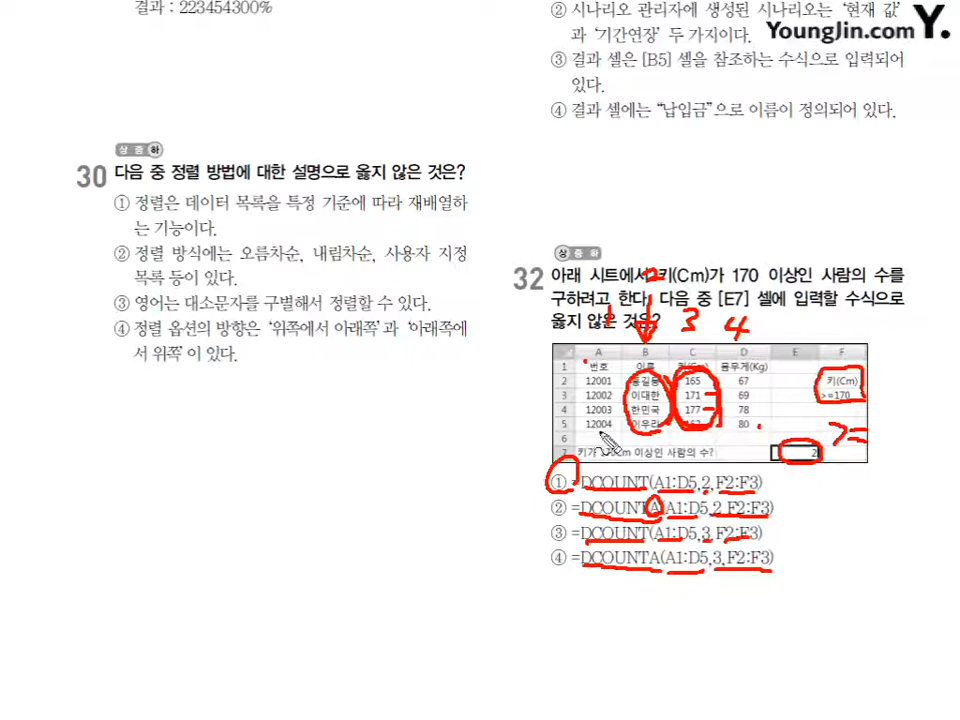 결과 : 223454300%
상 중 하
30 다음 중 정렬 방법에 대한 설명으로 옳지 않은 것은?
① 정렬은 데이터 목록을 특정 기준에 따라 재배열하
는 기능이다.
② 정렬 방식에는 오름차순, 내림차순, 사용자 지정
목록 등이 있다.
③ 영어는 대소문자를 구별해서 정렬할 수 있다.
④ 정렬 옵션의 방향은 '위쪽에서 아래쪽'과 '아래쪽에
서 위쪽'이 있다.
② 시나리오 관리자에 생성된 시나리오는 '현재 값'
과 '기간연장' 두 가지이다.
YoungJin.com Y.
③ 결과 셀은 [B5] 셀을 참조하는 수식으로 입력되어
있다.
④ 결과 셀에는 "납입금"으로 이름이 정의되어 있다.
상 중 하
32 아래 시트에서 키(Cm)가 170 이상인 사람의 수를
구하려고 한다. 다음 중 [E7] 셀에 입력할 수식으로
옳지 않은 것은?
1 2 3 4
A B C D E F
1 번호 이름 키(Cm) 몸무게(Kg)
2 12001 홍길동 165 67 키(Cm)
3 12002 이대한 171 69 >=170
4 12003 한민국 177 78
5 12004 이우리 80
>=
6
7 키가 170Cm 이상인 사람의 수? 2
① =DCOUNT(A1:D5,2,F2:F3)
② =DCOUNTA(A1:D5,2,F2:F3)
③ =DCOUNT(A1:D5,3,F2:F3)
④ =DCOUNTA(A1:D5,3,F2:F3)